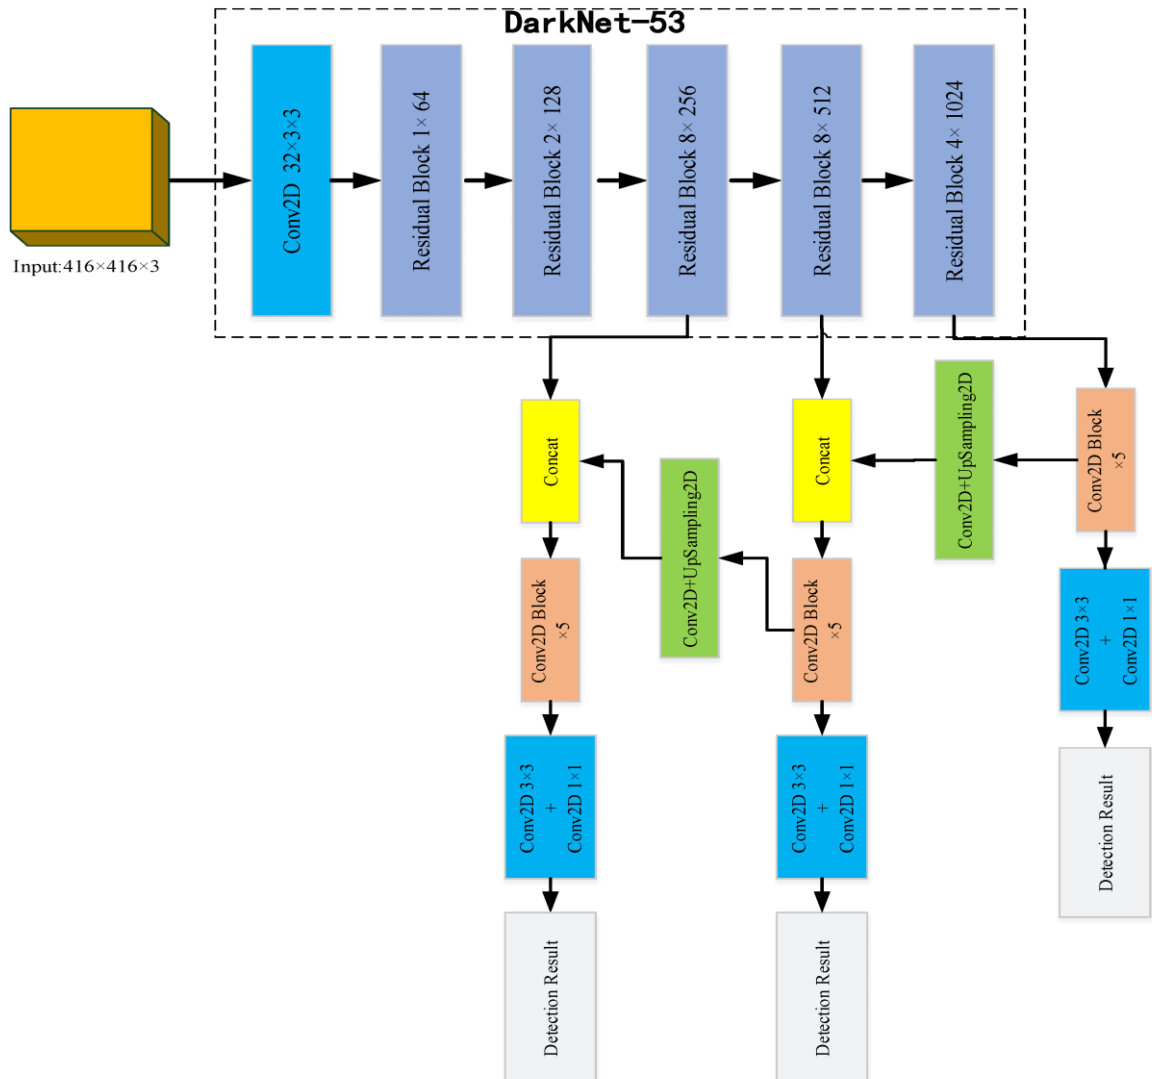 DarkNet-53
Input:416×416×3
Conv2D 32×3×3
Residual Block 1× 64
Residual Block 2× 128
Residual Block 8× 256
Residual Block 8× 512
Residual Block 4× 1024
Concat
Conv2D Block
×5
Conv2D 3×3
+
Conv2D 1×1
Detection Result
Conv2D+UpSampling2D
Concat
Conv2D Block
×5
Conv2D 3×3
+
Conv2D 1×1
Detection Result
Conv2D+UpSampling2D
Conv2D Block
×5
Conv2D 3×3
+
Conv2D 1×1
Detection Result